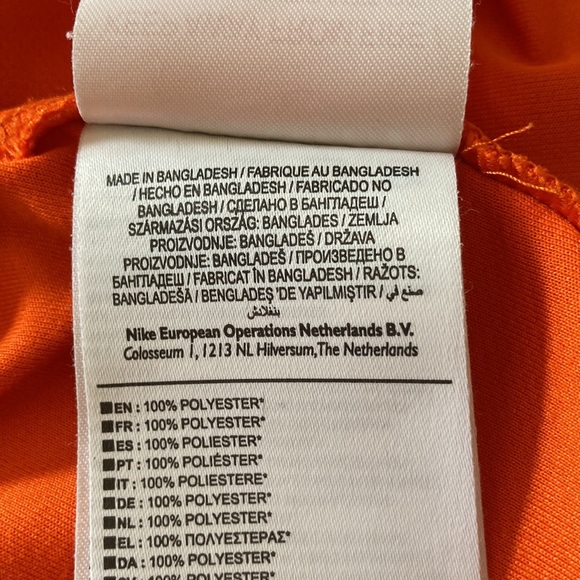 MADE IN BANGLADESH / FABRIQUE AU BANGLADESH
/ HECHO EN BANGLADESH / FABRICADO NO
BANGLADESH / СДЕЛАНО В БАНГЛАДЕШ /
SZÁRMAZÁSI ORSZÁG: BANGLADES / ZEMLJA
PROIZVODNJE: BANGLADEŠ / DRŽAVA
PROIZVODNJE: BANGLADEŠ / ПРОИЗВЕДЕНО В
БАНГЛАДЕШ / FABRICAT ÎN BANGLADESH / RAŽOTS:
BANGLADEŠĀ / BENGLADEŞ 'DE YAPILMIŞTIR / صنع في
بنغلادش
Nike European Operations Netherlands B.V.
Colosseum 1, 1213 NL Hilversum, The Netherlands
EN : 100% POLYESTER*
FR : 100% POLYESTER*
ES : 100% POLIÉSTER*
PT : 100% POLIÉSTER*
IT : 100% POLIESTERE*
DE : 100% POLYESTER*
NL : 100% POLYESTER*
EL : 100% ΠΟΛΥΕΣΤΕΡΑΣ*
DA : 100% POLYESTER*